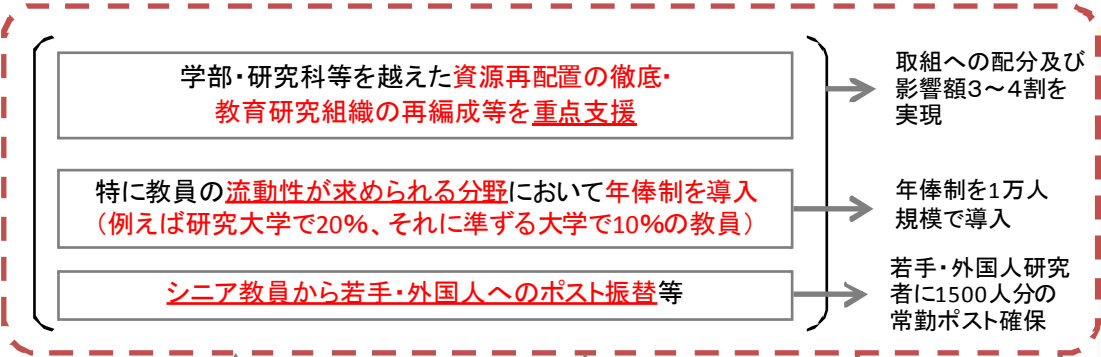 学部・研究科等を越えた資源再配置の徹底・
教育研究組織の再編成等を重点支援
取組への配分及び
影響額3～4割を
実現
特に教員の流動性が求められる分野において年俸制を導入
（例えば研究大学で20%、それに準ずる大学で10%の教員）
年俸制を1万人
規模で導入
シニア教員から若手・外国人へのポスト振替等
若手・外国人研究
者に1500人分の
常勤ポスト確保